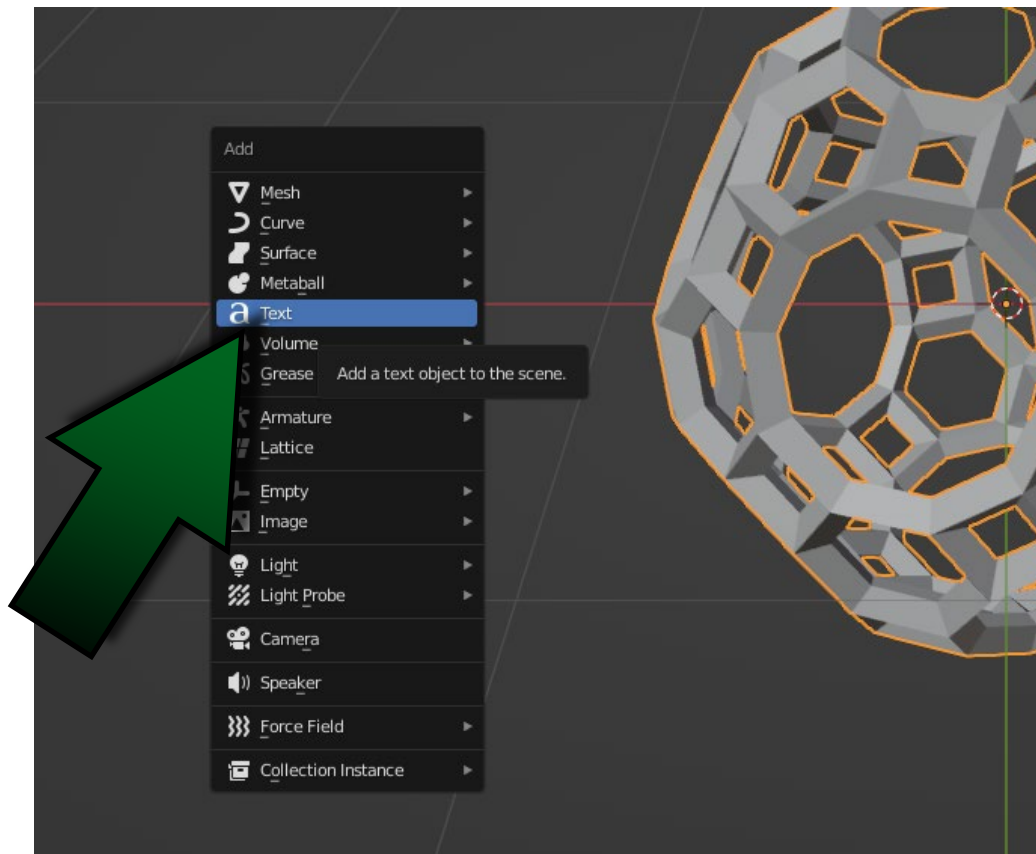 Add
Mesh
Curve
Surface
Metaball
Text
Volume
Grease
Add a text object to the scene.
Armature
Lattice
Empty
Image
Light
Light Probe
Camera
Speaker
Force Field
Collection Instance